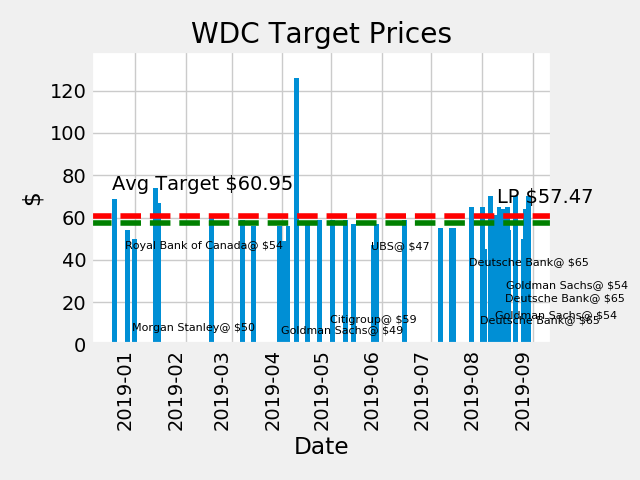 WDC Target Prices
$
120
100
80
60
40
20
0
Avg Target $60.95
LP $57.47
Royal Bank of Canada@ $54
UBS@ $47
Deutsche Bank@ $65
Goldman Sachs@ $54
Deutsche Bank@ $65
Goldman Sachs@ $54
Deutsche Bank@ $65
Citigroup@ $59
Morgan Stanley@ $50
Goldman Sachs@ $49
2019-01
2019-02
2019-03
2019-04
2019-05
2019-06
2019-07
2019-08
2019-09
Date